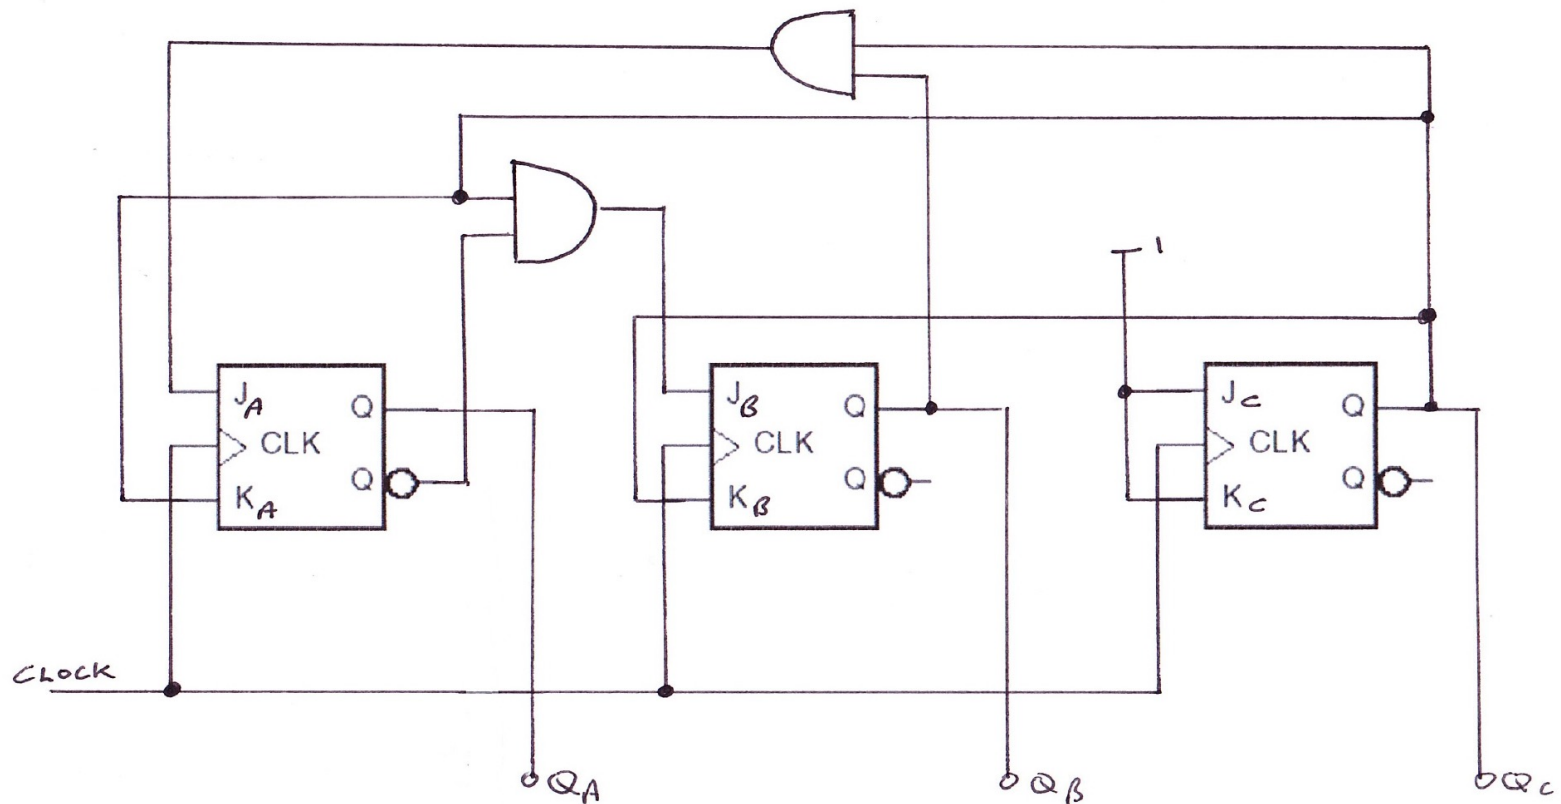 1
J_A Q
CLK
K_A Q
J_B Q
CLK
K_B Q
J_C Q
CLK
K_C Q
CLOCK
Q_A
Q_B
Q_C